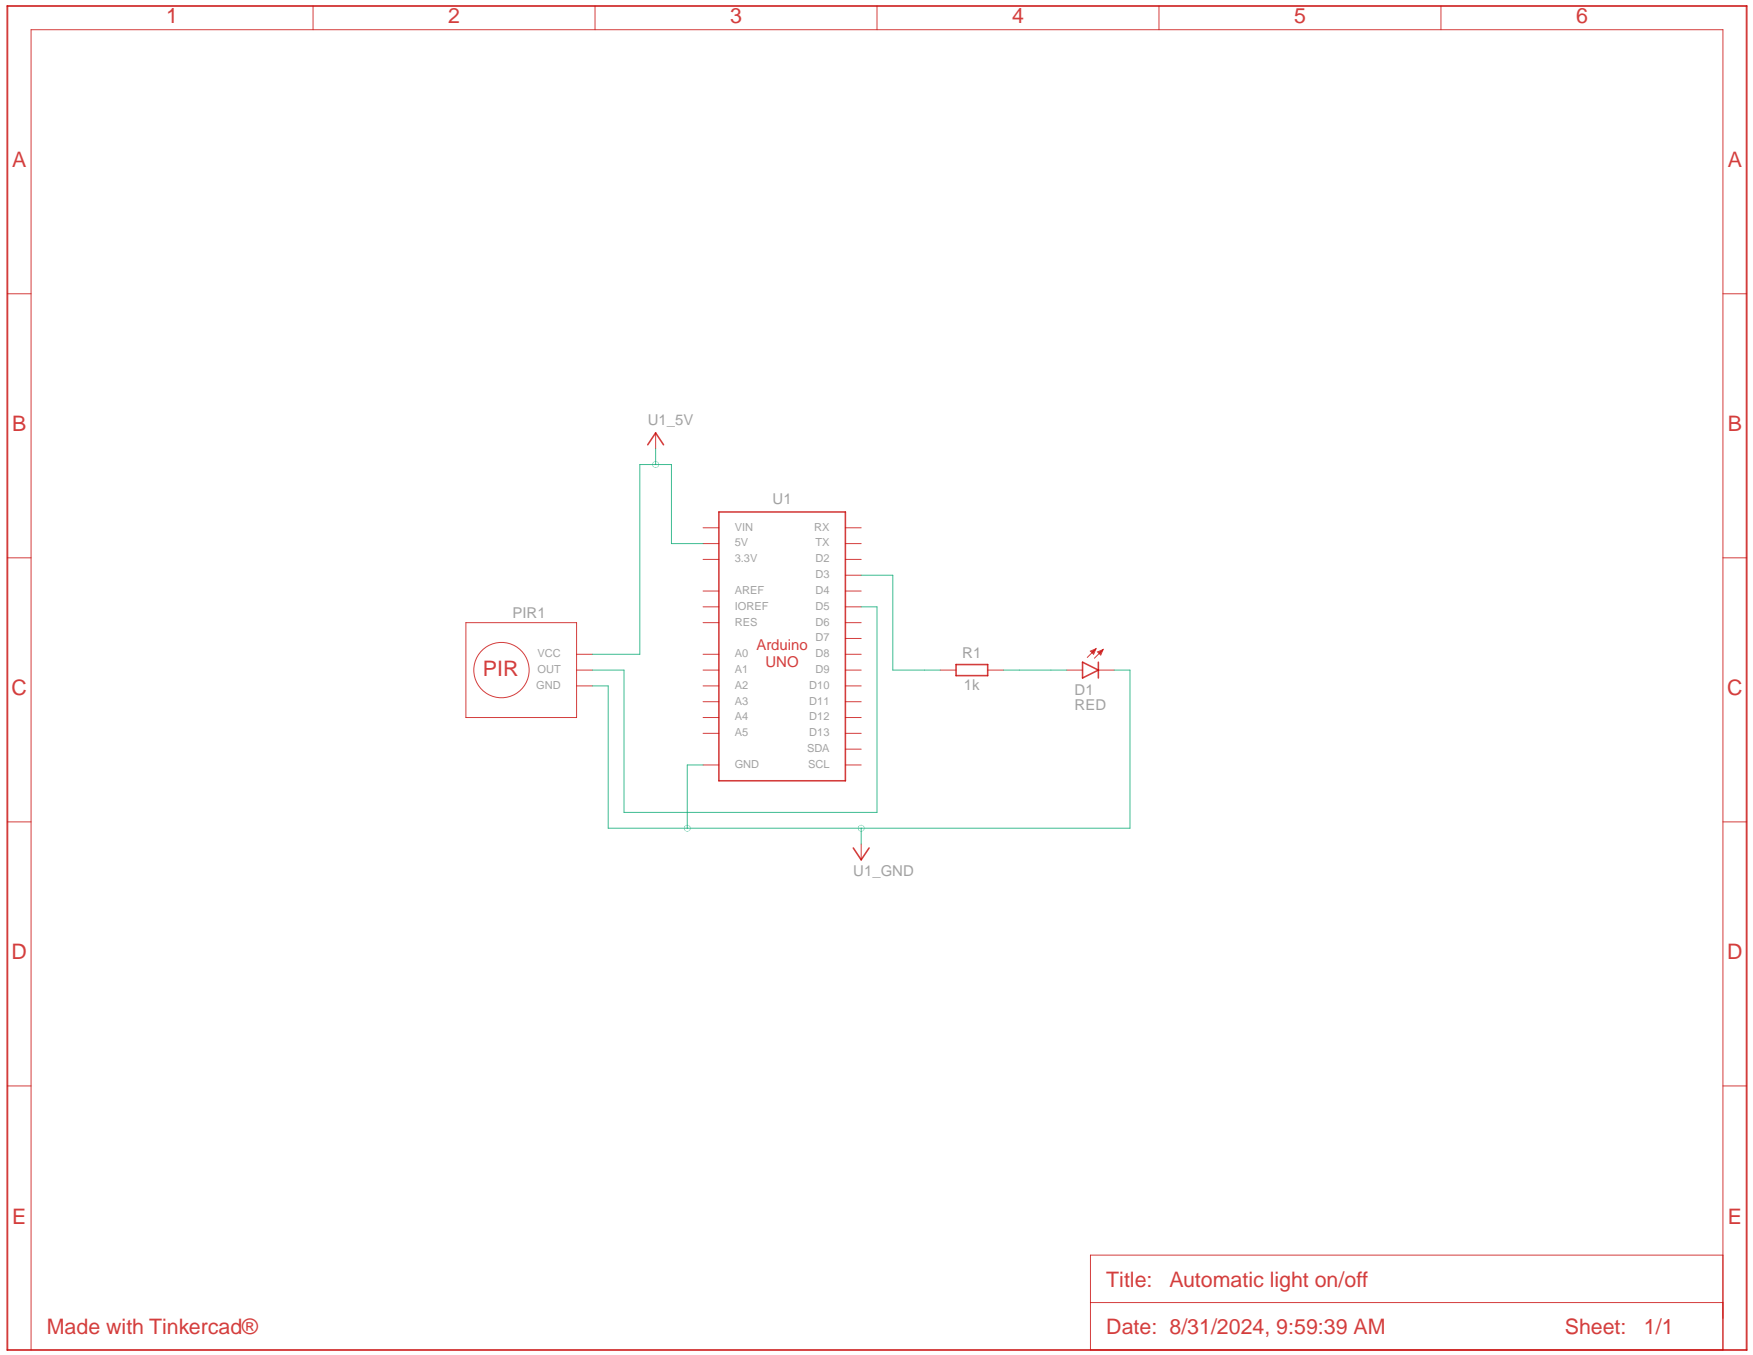 1 2 3 4 5 6
A A
B B
U1_5V
U1
VIN RX
5V TX
3.3V D2
D3
AREF D4
IOREF D5
RES D6
D7
Arduino
UNO
A0 D8
A1 D9
A2 D10
A3 D11
A4 D12
A5 D13
SDA
GND SCL
PIR1
PIR
VCC
OUT
GND
R1
1k
D1
RED
C C
U1_GND
D D
E E
Title: Automatic light on/off
Made with Tinkercad®
Date: 8/31/2024, 9:59:39 AM Sheet: 1/1